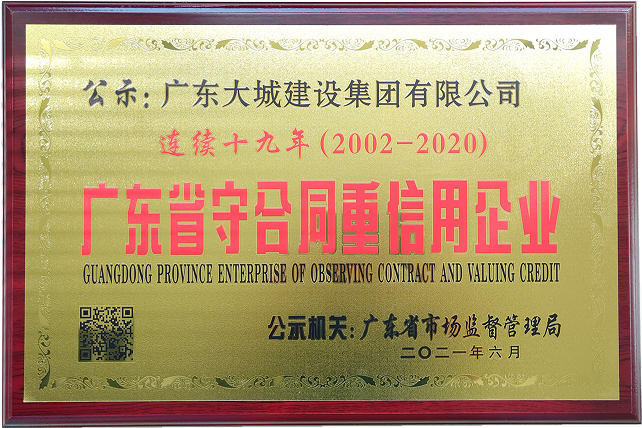 公示：广东大城建设集团有限公司
连续十九年(2002-2020)
广东省守合同重信用企业
GUANGDONG PROVINCE ENTERPRISE OF OBSERVING CONTRACT AND VALUING CREDIT
公示机关：广东省市场监督管理局
二〇二一年六月